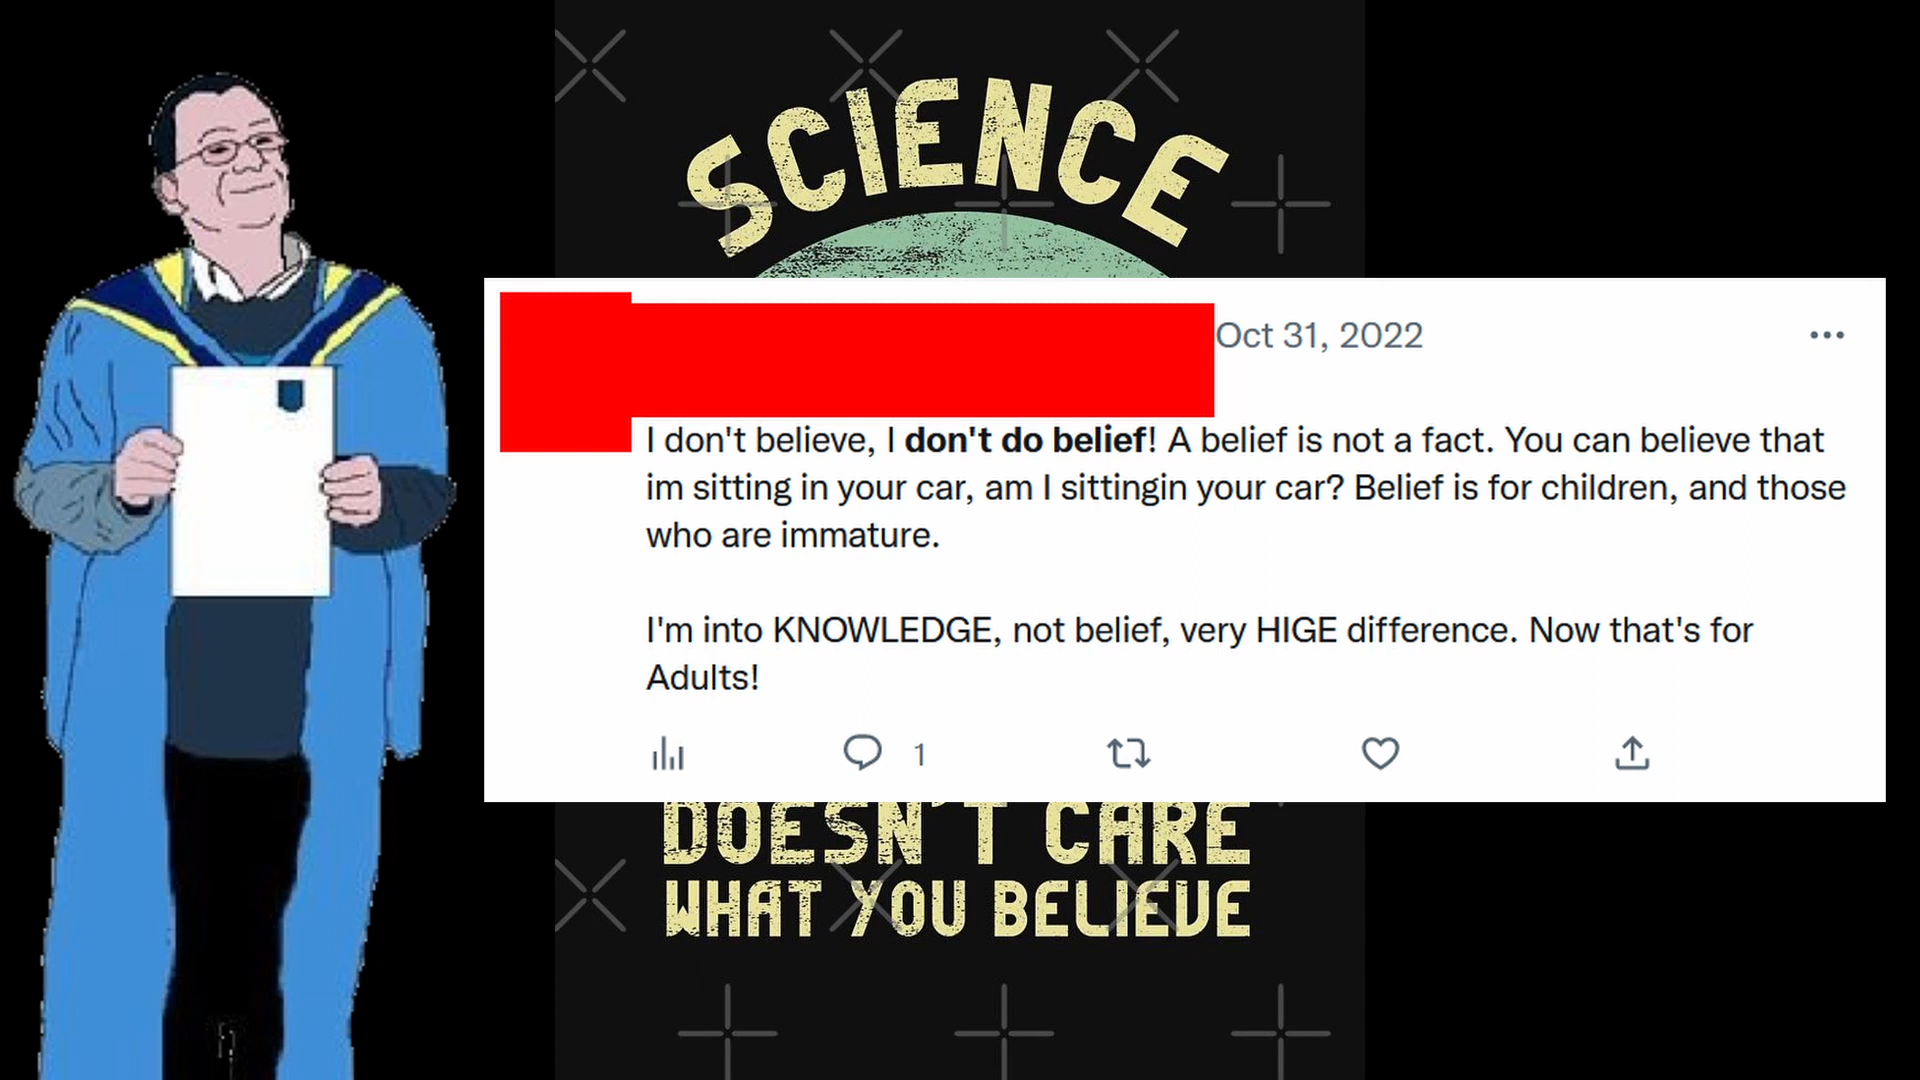 SCIENCE
Oct 31, 2022
I don't believe, I don't do belief! A belief is not a fact. You can believe that
im sitting in your car, am I sittingin your car? Belief is for children, and those
who are immature.
I'm into KNOWLEDGE, not belief, very HIGE difference. Now that's for
Adults!
1
DOESN'T CARE
WHAT YOU BELIEVE